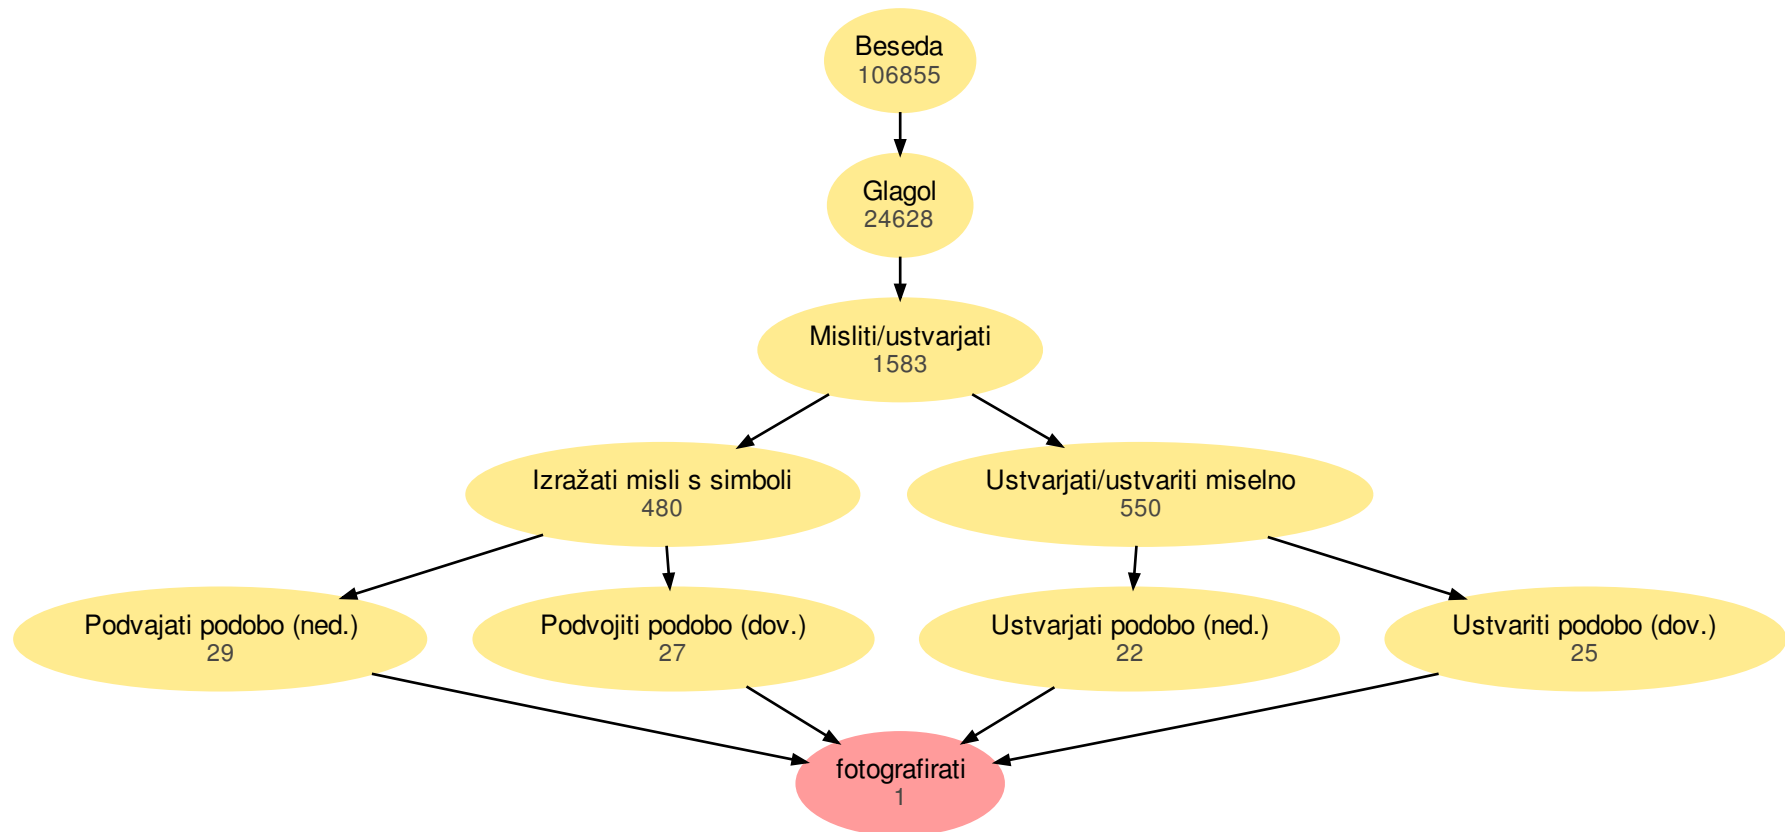 Beseda
106855
Glagol
24628
Misliti/ustvarjati
1583
Izražati misli s simboli
480
Ustvarjati/ustvariti miselno
550
Podvajati podobo (ned.)
29
Podvojiti podobo (dov.)
27
Ustvarjati podobo (ned.)
22
Ustvariti podobo (dov.)
25
fotografirati
1